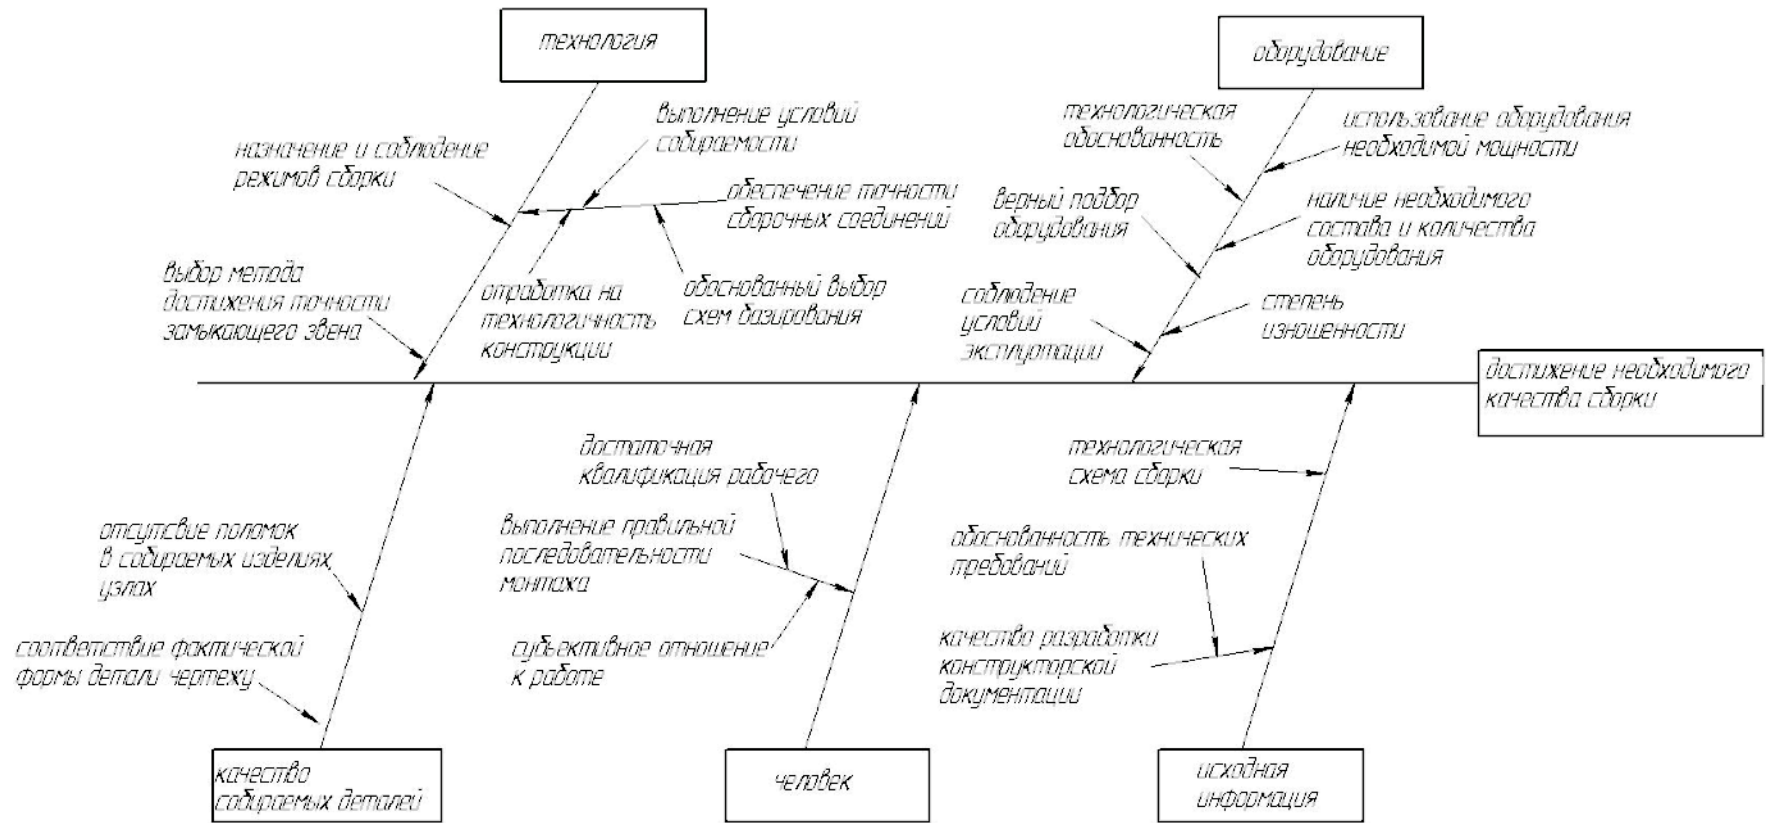 технология
оборудование
выполнение условий
собираемости
назначение и соблюдение
режимов сборки
обеспечение точности
сборочных соединений
выбор метода
достижения точности
замыкающего звена
отработка на
технологичность
конструкции
обоснованный выбор
схем базирования
технологическая
обоснованность
использование оборудования
необходимой мощности
верный подбор
оборудования
наличие необходимого
состава и количества
оборудования
соблюдение
условий
эксплуатации
степень
изношенности
достижение необходимого
качества сборки
достаточная
квалификация рабочего
технологическая
схема сборки
отсутсвие поломок
в собираемых изделиях,
узлах
выполнение правильной
последовательности
монтажа
обоснованность технических
требований
соответствие фактической
формы детали чертежу
субъективное отношение
к работе
качество разработки
конструкторской
документации
качество
собираемых деталей
человек
исходная
информация